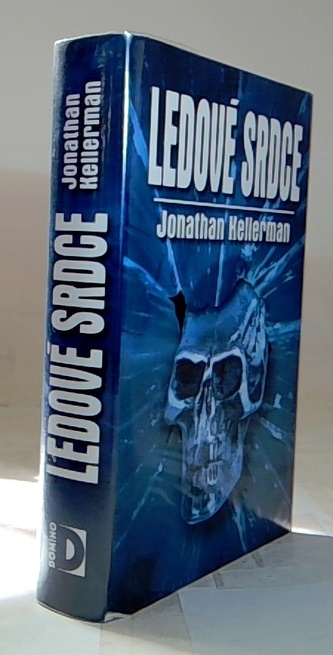 LEDOVÉ SRDCE
Jonathan Kellerman
LEDOVÉ SRDCE
Jonathan
Kellerman
DOMINO
D